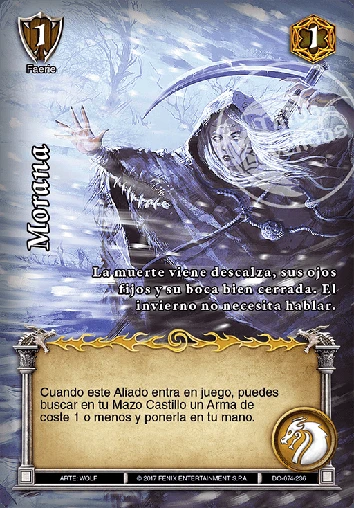 1
1
Faerie
Morana
La muerte viene descalza, sus ojos
fijos y su boca bien cerrada. El
invierno no necesita hablar.
Cuando este Aliado entra en juego, puedes
buscar en tu Mazo Castillo un Arma de
coste 1 o menos y ponerla en tu mano.
ARTE: WOLF
© 2017 FENIX ENTERTAINMENT S.P.A.